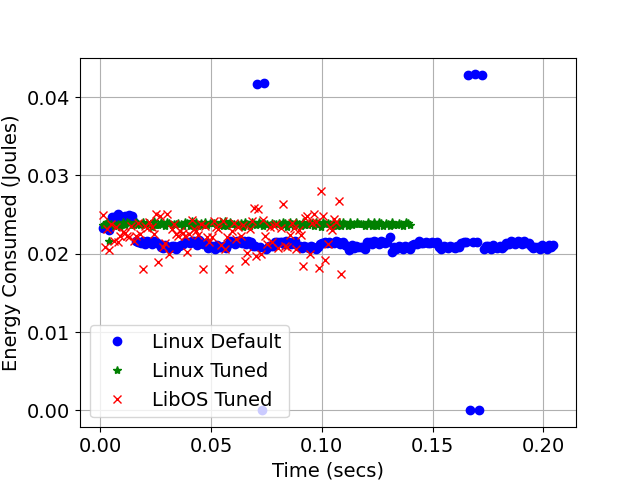 Energy Consumed (Joules)
0.04
0.03
0.02
0.01
0.00
Linux Default
Linux Tuned
LibOS Tuned
0.00 0.05 0.10 0.15 0.20
Time (secs)